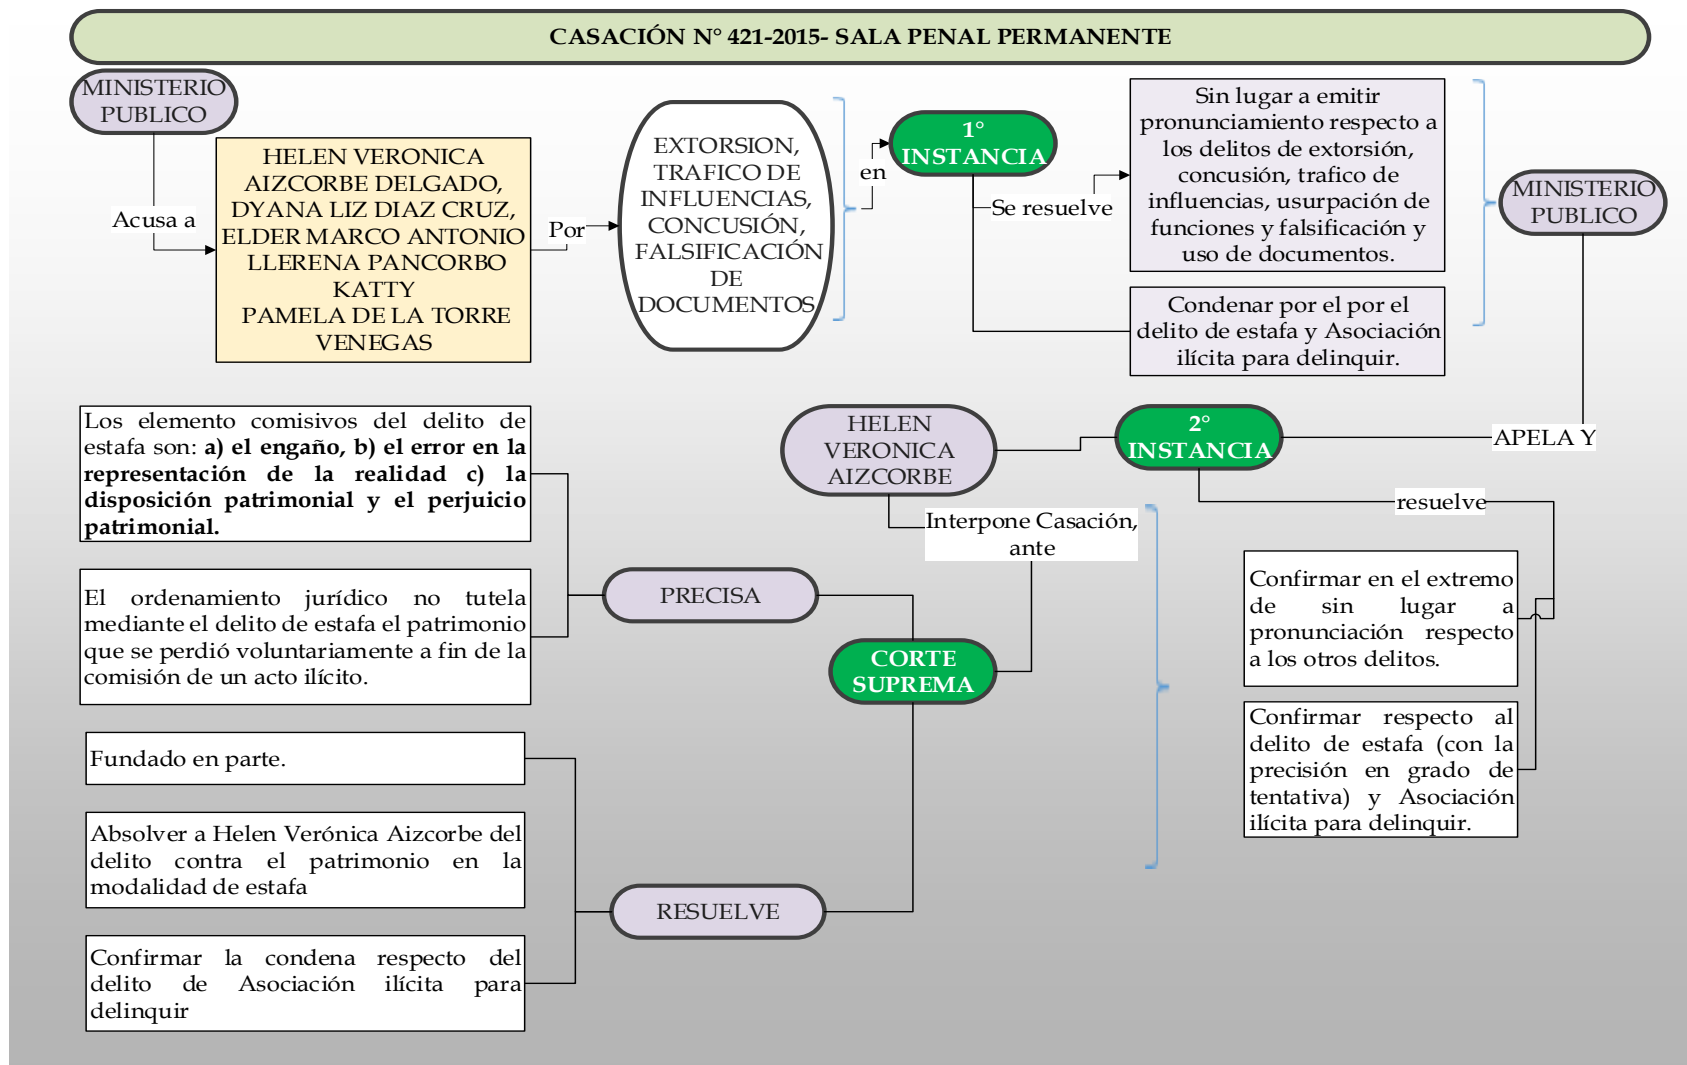 CASACIÓN N° 421-2015- SALA PENAL PERMANENTE
MINISTERIO
PUBLICO
Acusa a
HELEN VERONICA
AIZCORBE DELGADO,
DYANA LIZ DIAZ CRUZ,
ELDER MARCO ANTONIO
LLERENA PANCORBO
KATTY
PAMELA DE LA TORRE
VENEGAS
Por
EXTORSION,
TRAFICO DE
INFLUENCIAS,
CONCUSIÓN,
FALSIFICACIÓN
DE
DOCUMENTOS
en
1°
INSTANCIA
Se resuelve
Sin lugar a emitir
pronunciamiento respecto a
los delitos de extorsión,
concusión, trafico de
influencias, usurpación de
funciones y falsificación y
uso de documentos.
Condenar por el por el
delito de estafa y Asociación
ilícita para delinquir.
MINISTERIO
PUBLICO
APELA Y
2°
INSTANCIA
resuelve
Confirmar en el extremo
de sin lugar a
pronunciación respecto
a los otros delitos.
Confirmar respecto al
delito de estafa (con la
precisión en grado de
tentativa) y Asociación
ilícita para delinquir.
HELEN
VERONICA
AIZCORBE
Interpone Casación,
ante
CORTE
SUPREMA
PRECISA
Los elemento comisivos del delito de
estafa son: a) el engaño, b) el error en la
representación de la realidad c) la
disposición patrimonial y el perjuicio
patrimonial.
El ordenamiento jurídico no tutela
mediante el delito de estafa el patrimonio
que se perdió voluntariamente a fin de la
comisión de un acto ilícito.
RESUELVE
Fundado en parte.
Absolver a Helen Verónica Aizcorbe del
delito contra el patrimonio en la
modalidad de estafa
Confirmar la condena respecto del
delito de Asociación ilícita para
delinquir